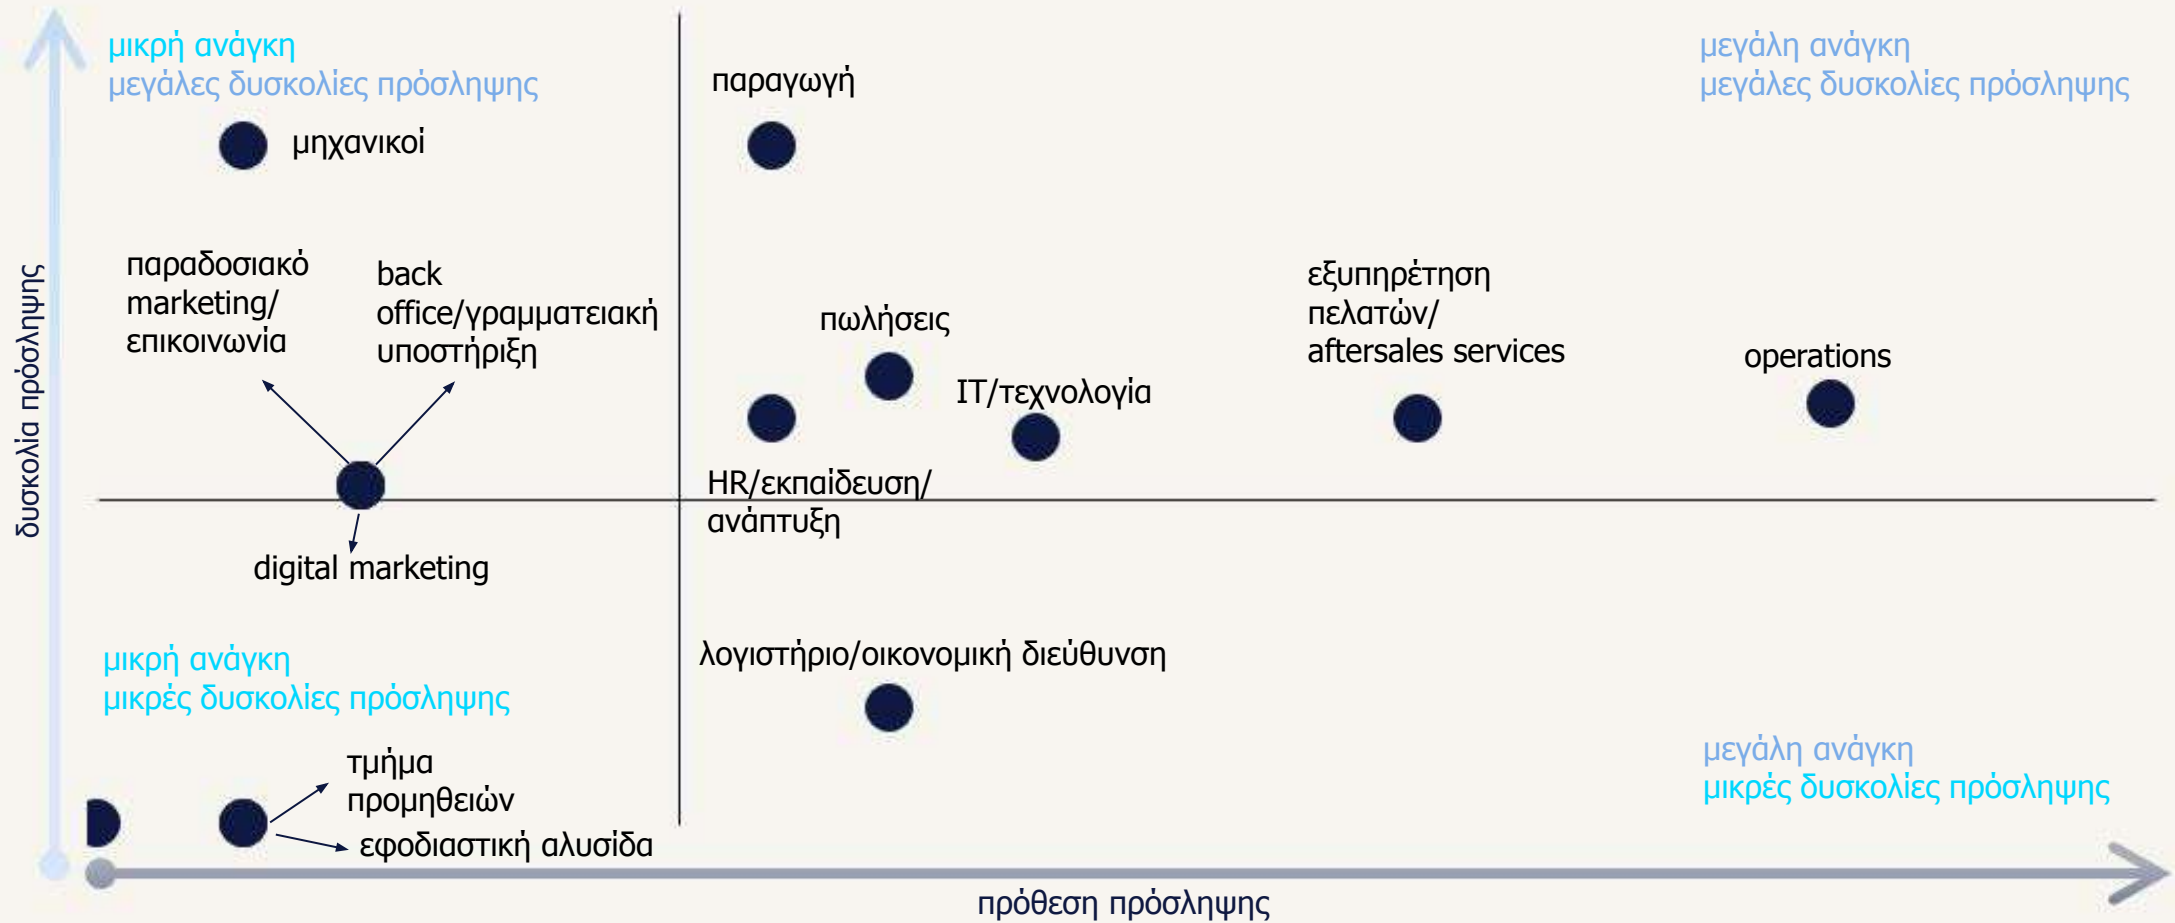 μικρή ανάγκη
μεγάλες δυσκολίες πρόσληψης
μεγάλη ανάγκη
μεγάλες δυσκολίες πρόσληψης
παραγωγή
μηχανικοί
παραδοσιακό
marketing/
επικοινωνία
back
office/γραμματειακή
υποστήριξη
πωλήσεις
IT/τεχνολογία
εξυπηρέτηση
πελατών/
aftersales services
operations
δυσκολία πρόσληψης
HR/εκπαίδευση/
ανάπτυξη
digital marketing
μικρή ανάγκη
μικρές δυσκολίες πρόσληψης
λογιστήριο/οικονομική διεύθυνση
μεγάλη ανάγκη
μικρές δυσκολίες πρόσληψης
τμήμα
προμηθειών
εφοδιαστική αλυσίδα
πρόθεση πρόσληψης